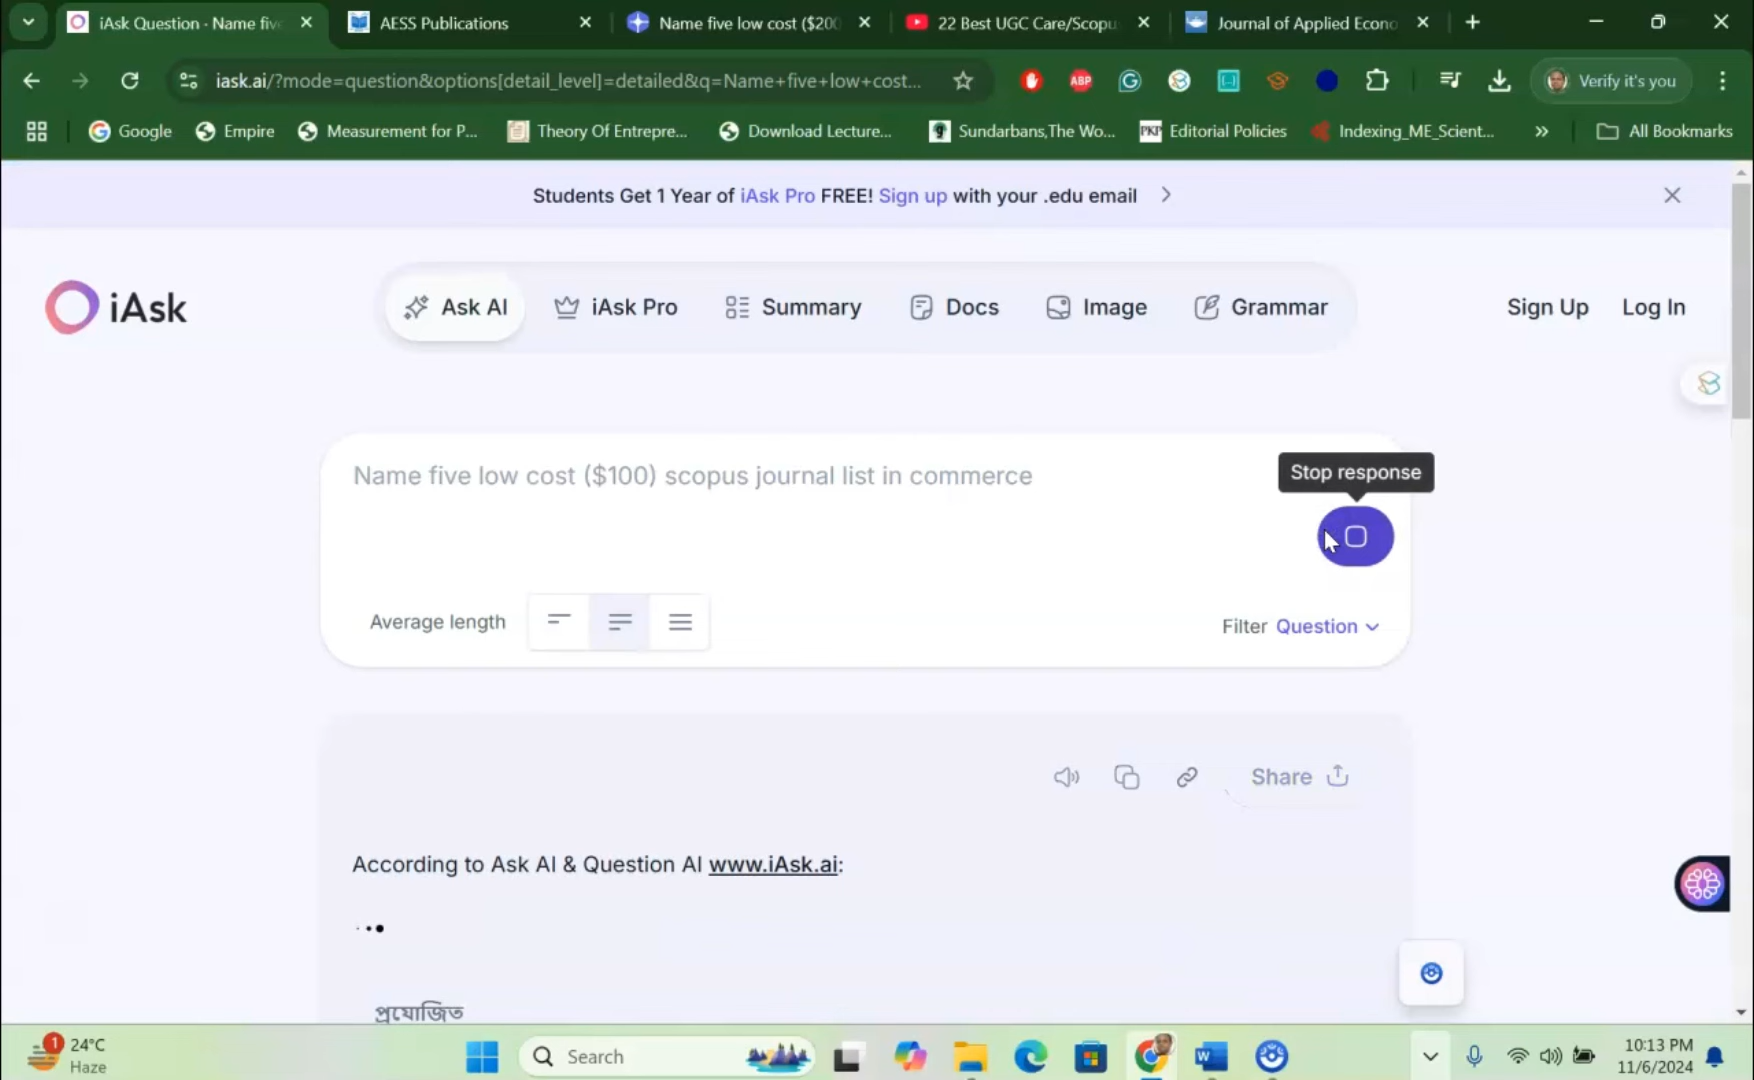 iAsk Question · Name five
AESS Publications
Name five low cost ($200
22 Best UGC Care/Scopu
Journal of Applied Econo
iask.ai/?mode=question&options[detail_level]=detailed&q=Name+five+low+cost...
ABP
Verify it's you
Google
Empire
Measurement for P...
Theory Of Entrepre...
Download Lecture...
Sundarbans,The Wo...
PKP
Editorial Policies
Indexing_ME_Scient...
All Bookmarks
Students Get 1 Year of iAsk Pro FREE! Sign up with your .edu email
iAsk
Ask AI
iAsk Pro
Summary
Docs
Image
Grammar
Sign Up
Log In
Name five low cost ($100) scopus journal list in commerce
Stop response
Average length
Filter Question
Share
According to Ask AI & Question AI www.iAsk.ai:
প্রযোজিত
1
24°C
Haze
Search
W
10:13 PM
11/6/2024